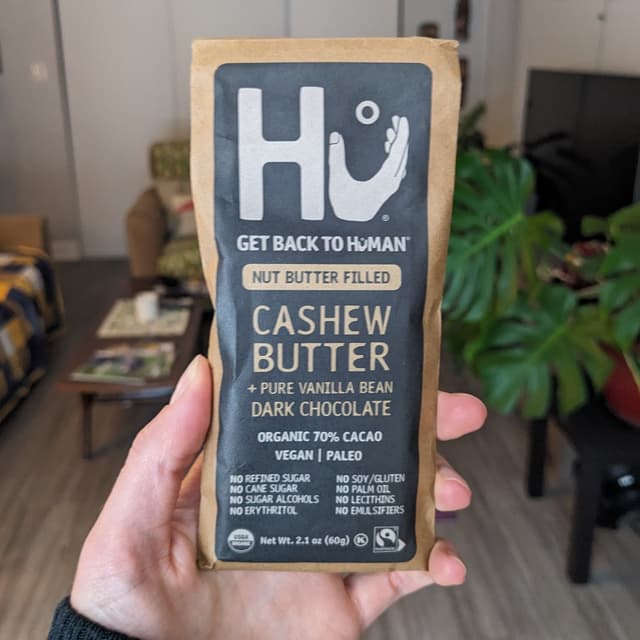 Hu
GET BACK TO HUMAN
NUT BUTTER FILLED
CASHEW
BUTTER
+ PURE VANILLA BEAN
DARK CHOCOLATE
ORGANIC 70% CACAO
VEGAN | PALEO
NO REFINED SUGAR
NO CANE SUGAR
NO SUGAR ALCOHOLS
NO ERYTHRITOL
NO SOY/GLUTEN
NO PALM OIL
NO LECITHINS
NO EMULSIFIERS
USDA
ORGANIC
Net Wt. 2.1 oz (60g) K